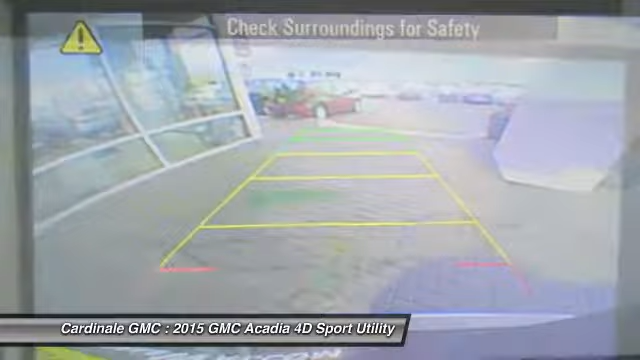 Check Surroundings for Safety
Cardinale GMC : 2015 GMC Acadia 4D Sport Utility